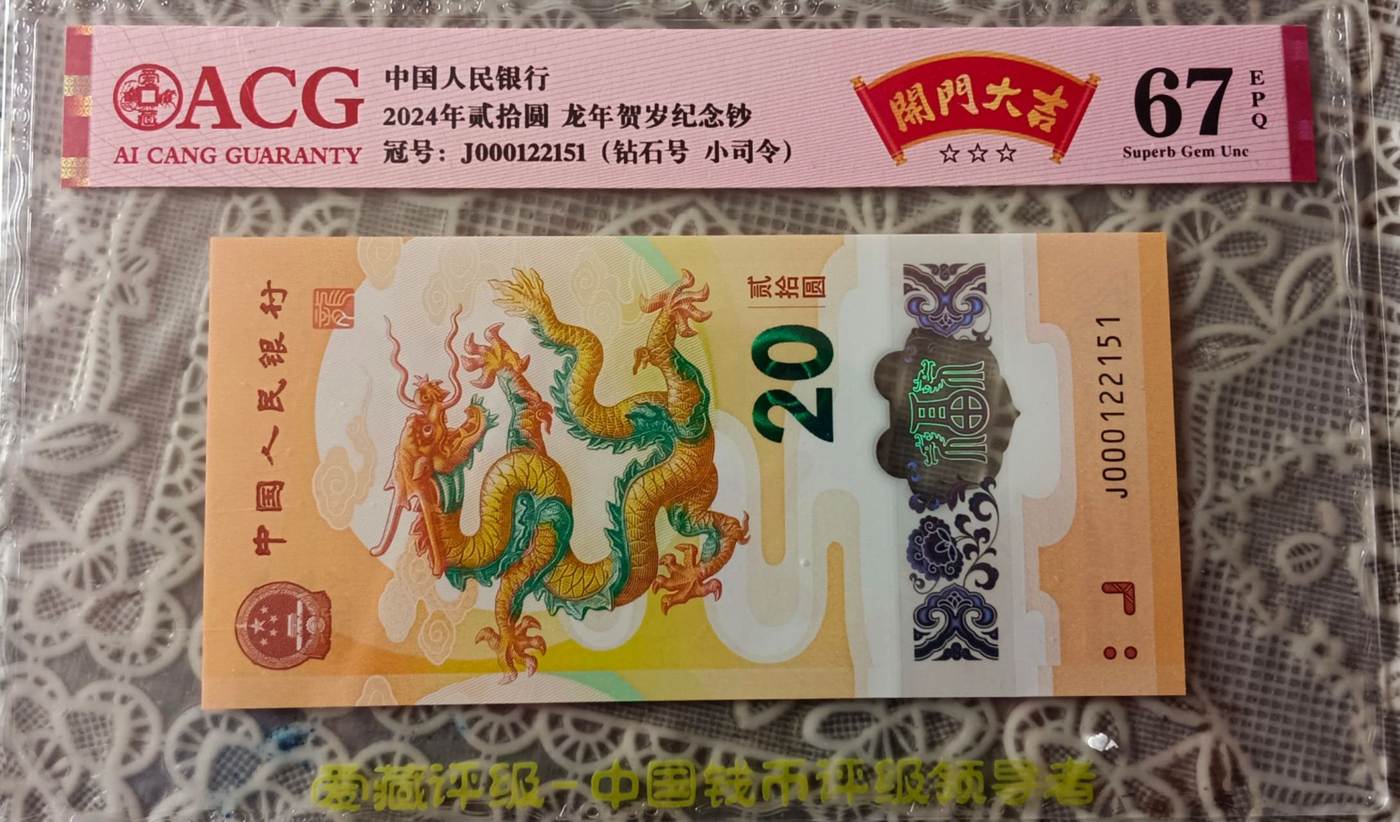 ACG
AI CANG GUARANTY
中国人民银行
2024年贰拾圆 龙年贺岁纪念钞
冠号：J000122151（钻石号 小司令）
開門大吉
67
EPQ
Superb Gem Unc
中国人民银行
贰拾圆
20
福
J000122151
爱藏评级-中国钱币评级领导者